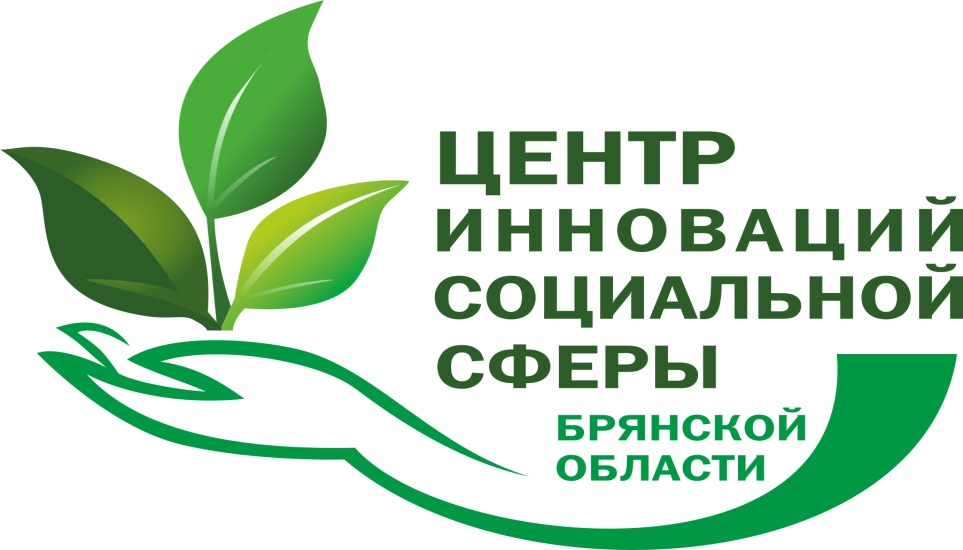 ЦЕНТР
ИННОВАЦИЙ
СОЦИАЛЬНОЙ
СФЕРЫ
БРЯНСКОЙ
ОБЛАСТИ